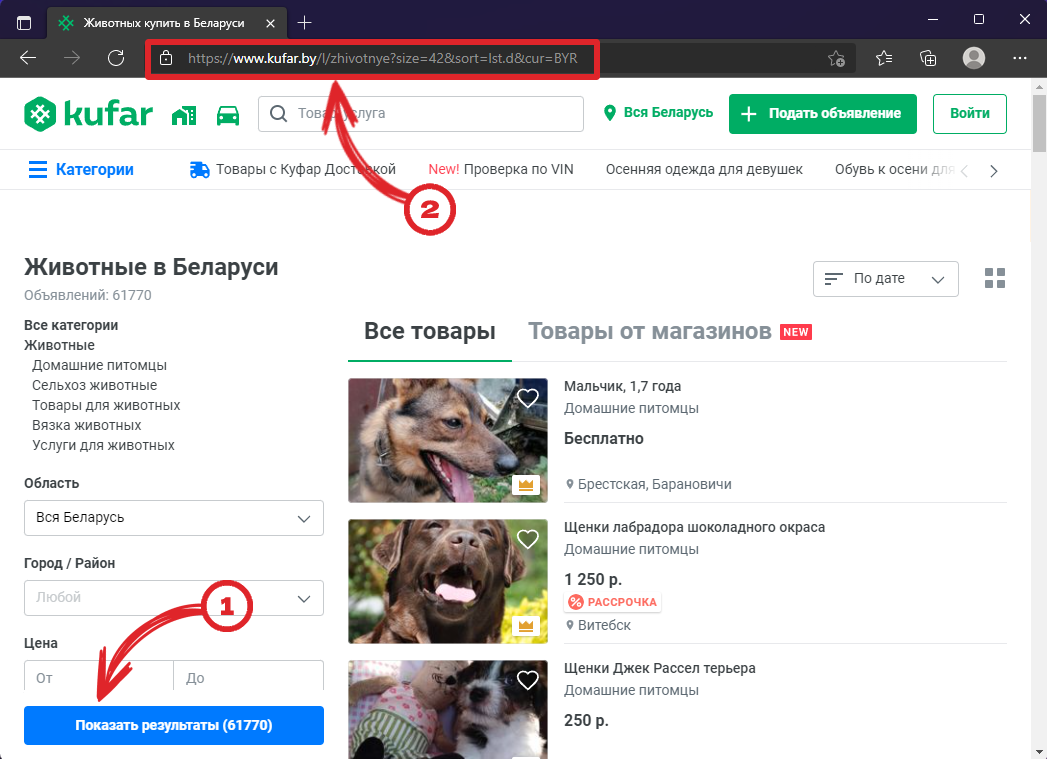 Животных купить в Беларуси
https://www.kufar.by/l/zhivotnye?size=42&sort=lst.d&cur=BYR
kufar
Вся Беларусь
Подать объявление
Войти
Категории
Товары с Куфар Доставкой
New! Проверка по VIN
Осенняя одежда для девушек
Обувь к осени для
2
Животные в Беларуси
Объявлений: 61770
По дате
Все категории
Животные
Домашние питомцы
Сельхоз животные
Товары для животных
Вязка животных
Услуги для животных
Область
Вся Беларусь
Город / Район
Любой
1
Цена
От
До
Показать результаты (61770)
Все товары
Товары от магазинов NEW
Мальчик, 1,7 года
Домашние питомцы
Бесплатно
Брестская, Барановичи
Щенки лабрадора шоколадного окраса
Домашние питомцы
1 250 р.
% РАССРОЧКА
Витебск
Щенки Джек Рассел терьера
Домашние питомцы
250 р.